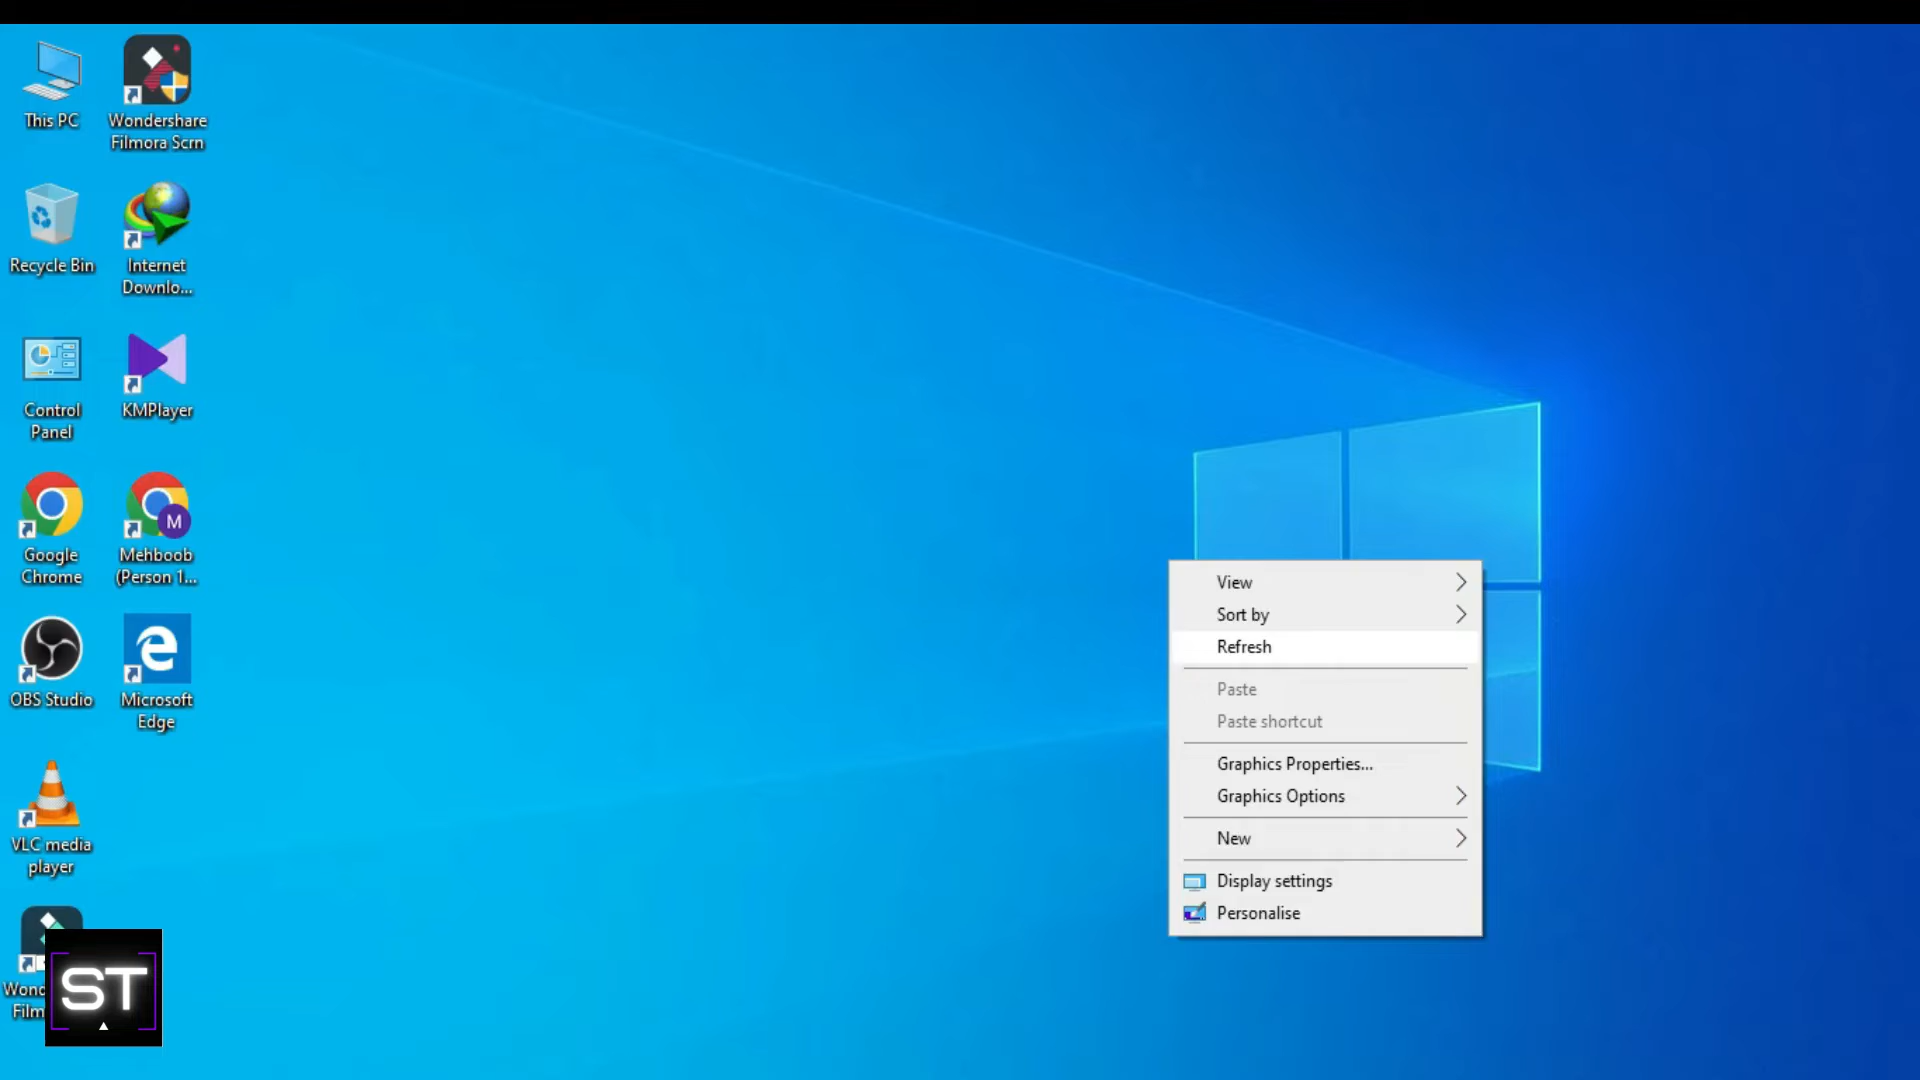 This PC
Wondershare
Filmora Scrn
Recycle Bin
Internet
Downlo...
Control
Panel
KMPlayer
Google
Chrome
M
Mehboob
(Person 1...
OBS Studio
Microsoft
Edge
VLC media
player
Wond
Film
ST
View
Sort by
Refresh
Paste
Paste shortcut
Graphics Properties...
Graphics Options
New
Display settings
Personalise